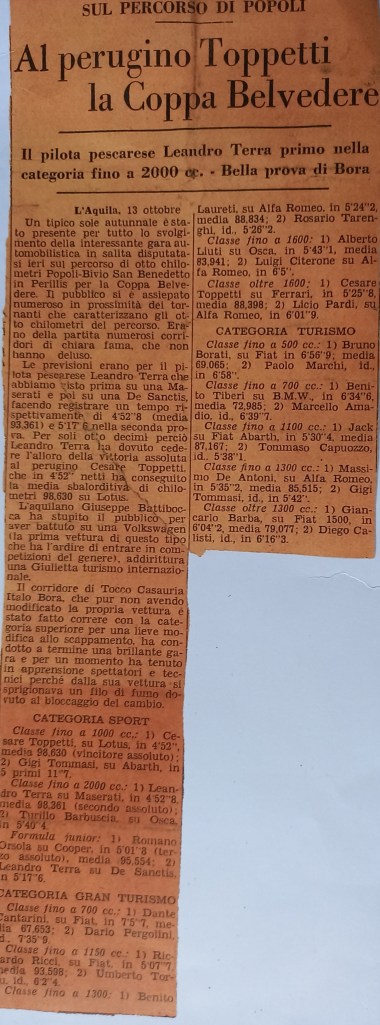 SUL PERCORSO DI POPOLI
Al perugino Toppetti
la Coppa Belvedere
Il pilota pescarese Leandro Terra primo nella
categoria fino a 2000 cc. - Bella prova di Bora
L'Aquila, 13 ottobre
Un tipico sole autunnale è sta-
to presente per tutto lo svolgi-
mento della interessante gara au-
tomobilistica in salita disputata-
si ieri sul percorso di otto chilo-
metri Popoli-Bivio San Benedetto
in Perillis per la Coppa Belve-
dere. Il pubblico si è assiepato
numeroso in prossimità dei tor-
nanti che caratterizzano gli ot-
to chilometri del percorso. Era-
no della partita numerosi corri-
dori di chiara fama, che non
hanno deluso.
Le previsioni erano per il pi-
lota pescarese Leandro Terra che
abbiamo visto prima su una Ma-
serati e poi su una De Sanctis,
facendo registrare un tempo ri-
spettivamente di 4'52"8 (media
93,361) e 5'17"6 nella seconda pro-
va. Per soli otto decimi perciò
Leandro Terra ha dovuto cede-
re l'alloro della vittoria assoluta
al perugino Cesare Toppetti,
che in 4'52" netti ha conseguito
la media sbalorditiva di chilo-
metri 98,630 su Lotus.
L'aquilano Giuseppe Battiboc-
ca ha stupito il pubblico per
aver battuto su una Volkswagen
(la prima vettura di questo tipo
che ha l'ardire di entrare in com-
petizioni del genere), addirittura
una Giulietta turismo internazio-
nale.
Il corridore di Tocco Casauria
Italo Bora, che pur non avendo
modificato la propria vettura è
stato fatto correre con la cate-
goria superiore per una lieve mo-
difica allo scappamento, ha con-
dotto a termine una brillante ga-
ra e per un momento ha tenuto
in apprensione spettatori e tec-
nici perché dalla sua vettura si
sprigionava un filo di fumo do-
vuto al bloccaggio del cambio.
CATEGORIA SPORT
Classe fino a 1000 cc.: 1) Ce-
sare Toppetti, su Lotus, in 4'52",
media 98,630 (vincitore assoluto);
2) Gigi Tommasi, su Abarth, in
5 primi 11"7.
Classe fino a 2000 cc.: 1) Lean-
dro Terra su Maserati, in 4'52"8,
media 98,361 (secondo assoluto);
2) Turillo Barbuscia, su Osca,
in 5'40"4.
Formula junior: 1) Romano
Orsola su Cooper, in 5'01"8 (ter-
zo assoluto), media 95,554; 2)
Leandro Terra su De Sanctis,
in 5'17"6.
CATEGORIA GRAN TURISMO
Classe fino a 700 cc.: 1) Dante
Cantarini, su Fiat, in 7'5"7, me-
dia 67,653; 2) Dario Pergolini,
id., 7'35"9.
Classe fino a 1150 cc.: 1) Ric-
cardo Ricci, su Fiat, in 5'07"7,
media 93,598; 2) Umberto Tor-
id., 6'2"4.
Classe fino a 1300: 1) Benito
Laureti, su Alfa Romeo, in 5'24"2,
media 88,834; 2) Rosario Taren-
ghi, id., 5'26"2.
Classe fino a 1600: 1) Alberto
Liuti su Osca, in 5'43"1, media
83,941; 2) Luigi Citerone su Al-
fa Romeo, in 6'5".
Classe oltre 1600: 1) Cesare
Toppetti su Ferrari, in 5'25"8,
media 88,398; 2) Licio Pardi, su
Alfa Romeo, in 6'01"9.
CATEGORIA TURISMO
Classe fino a 500 cc.: 1) Bruno
Borati, su Fiat in 6'56"9; media
69,065; 2) Paolo Marchi, id.,
in 6'58".
Classe fino a 700 cc.: 1) Beni-
to Tiberi su B.M.W., in 6'34"6,
media 72,985; 2) Marcello Ama-
dio, id., 6'39"7.
Classe fino a 1100 cc.: 1) Jack
su Fiat Abarth, in 5'30"4, media
87,167; 2) Tommaso Capuozzo,
id., 5'38"1.
Classe fino a 1300 cc.: 1) Massi-
mo De Antoni, su Alfa Romeo,
in 5'35"2, media 85,515; 2) Gigi
Tommasi, id., in 5'42".
Classe oltre 1300 cc.: 1) Gian-
carlo Barba, su Fiat 1500, in
6'04"2, media 79,077; 2) Diego Ca-
listi, id., in 6'16"3.